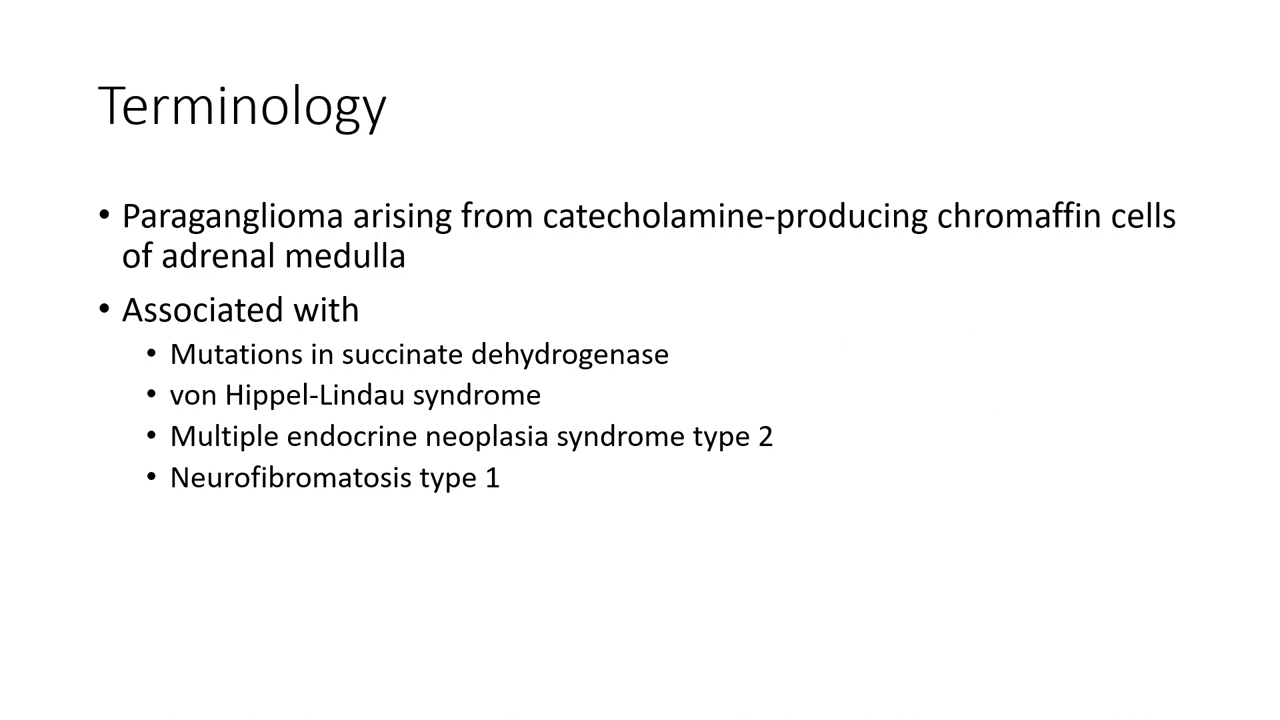 Terminology
• Paraganglioma arising from catecholamine-producing chromaffin cells
of adrenal medulla
• Associated with
• Mutations in succinate dehydrogenase
• von Hippel-Lindau syndrome
• Multiple endocrine neoplasia syndrome type 2
• Neurofibromatosis type 1